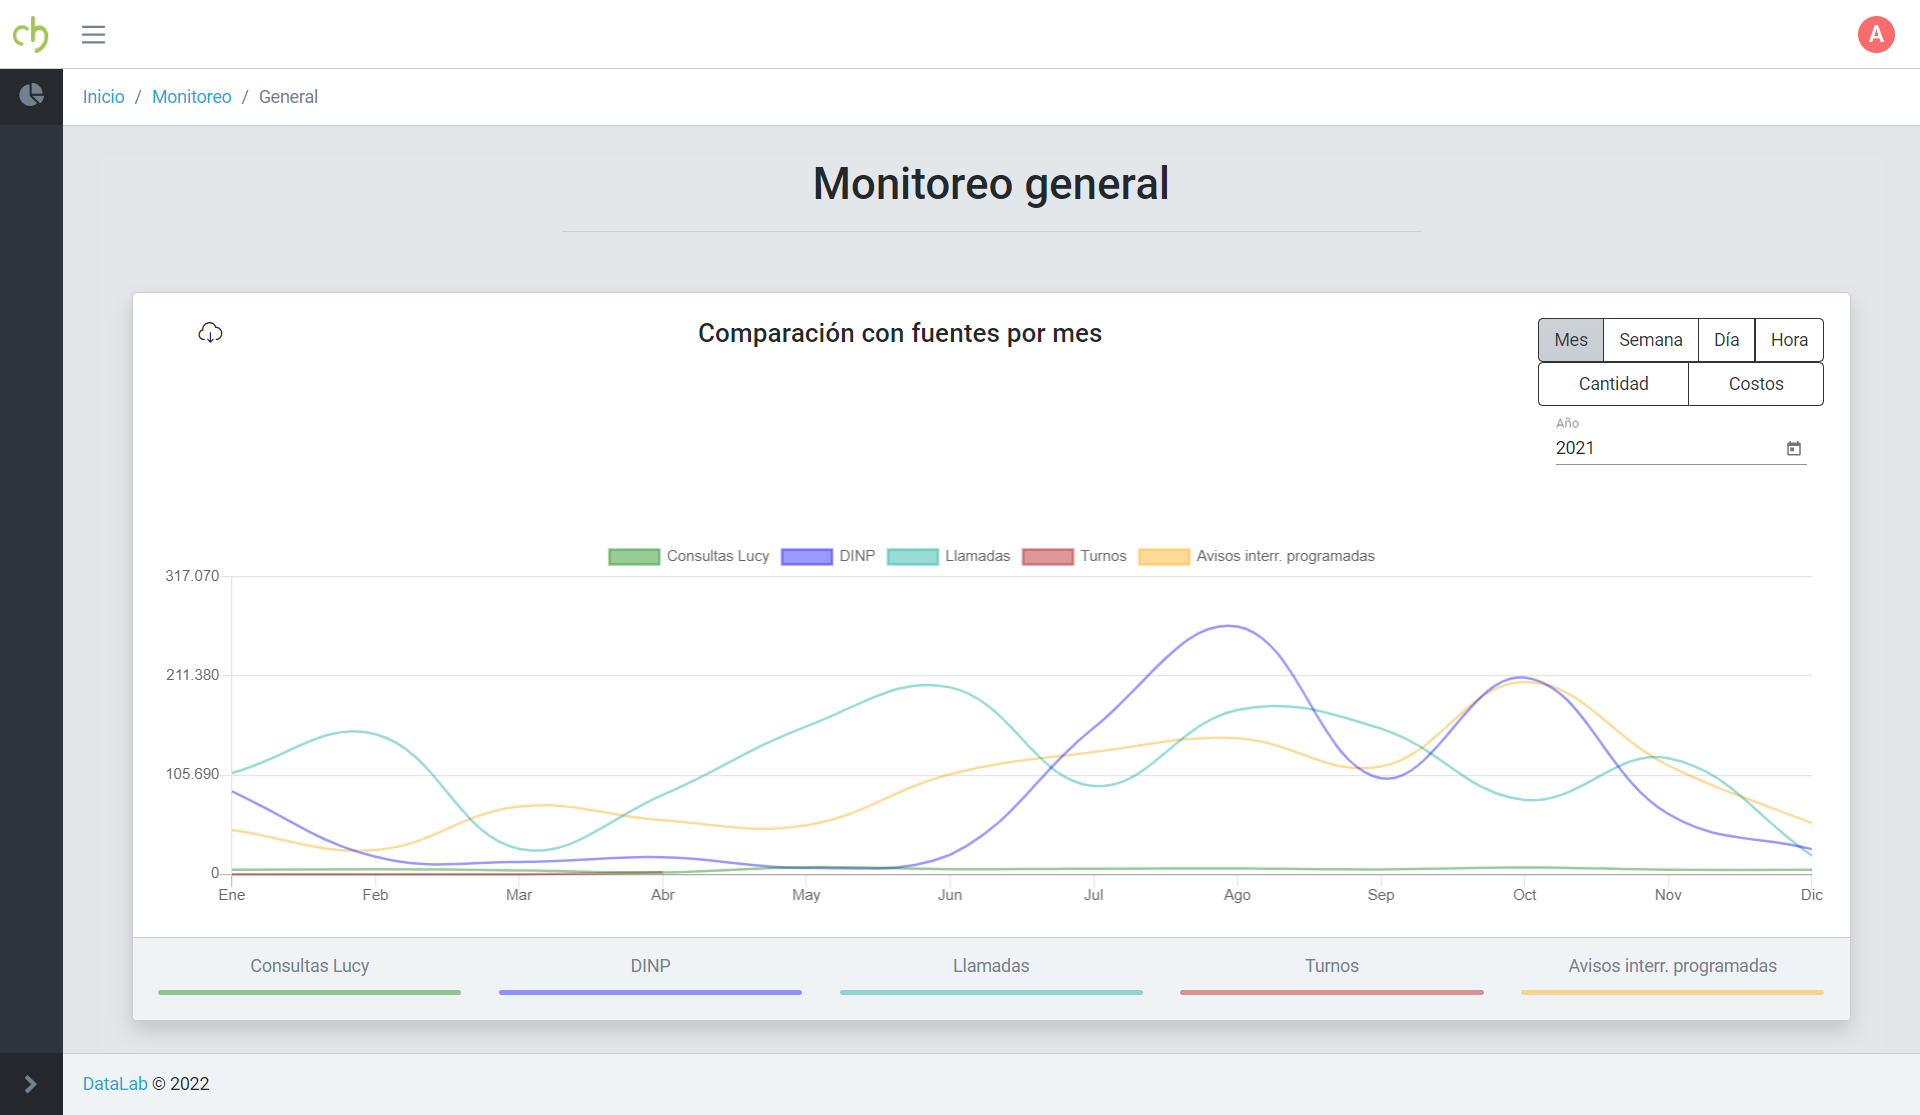 ch
A
Inicio / Monitoreo / General
Monitoreo general
Comparación con fuentes por mes
Mes Semana Día Hora
Cantidad Costos
Año
2021
Consultas Lucy DINP Llamadas Turnos Avisos interr. programadas
317.070
211.380
105.690
0
Ene Feb Mar Abr May Jun Jul Ago Sep Oct Nov Dic
Consultas Lucy DINP Llamadas Turnos Avisos interr. programadas
DataLab © 2022